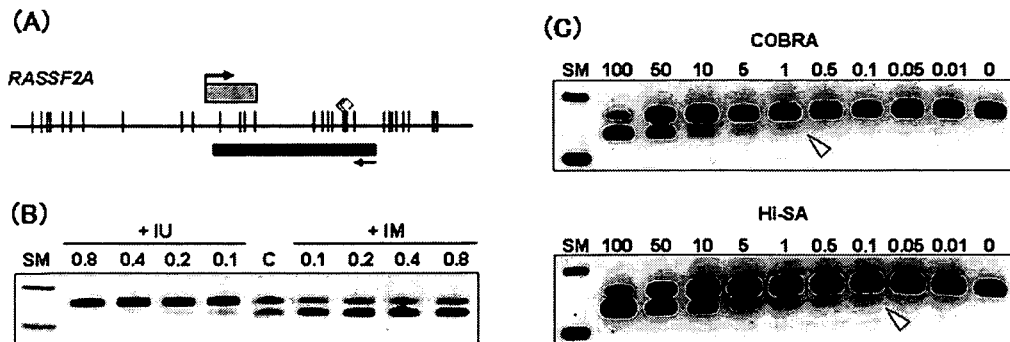 (A)
RASSF2A
(B)
+ IU
+ IM
SM 0.8 0.4 0.2 0.1 C 0.1 0.2 0.4 0.8
(C)
COBRA
SM 100 50 10 5 1 0.5 0.1 0.05 0.01 0
Hi-SA
SM 100 50 10 5 1 0.5 0.1 0.05 0.01 0